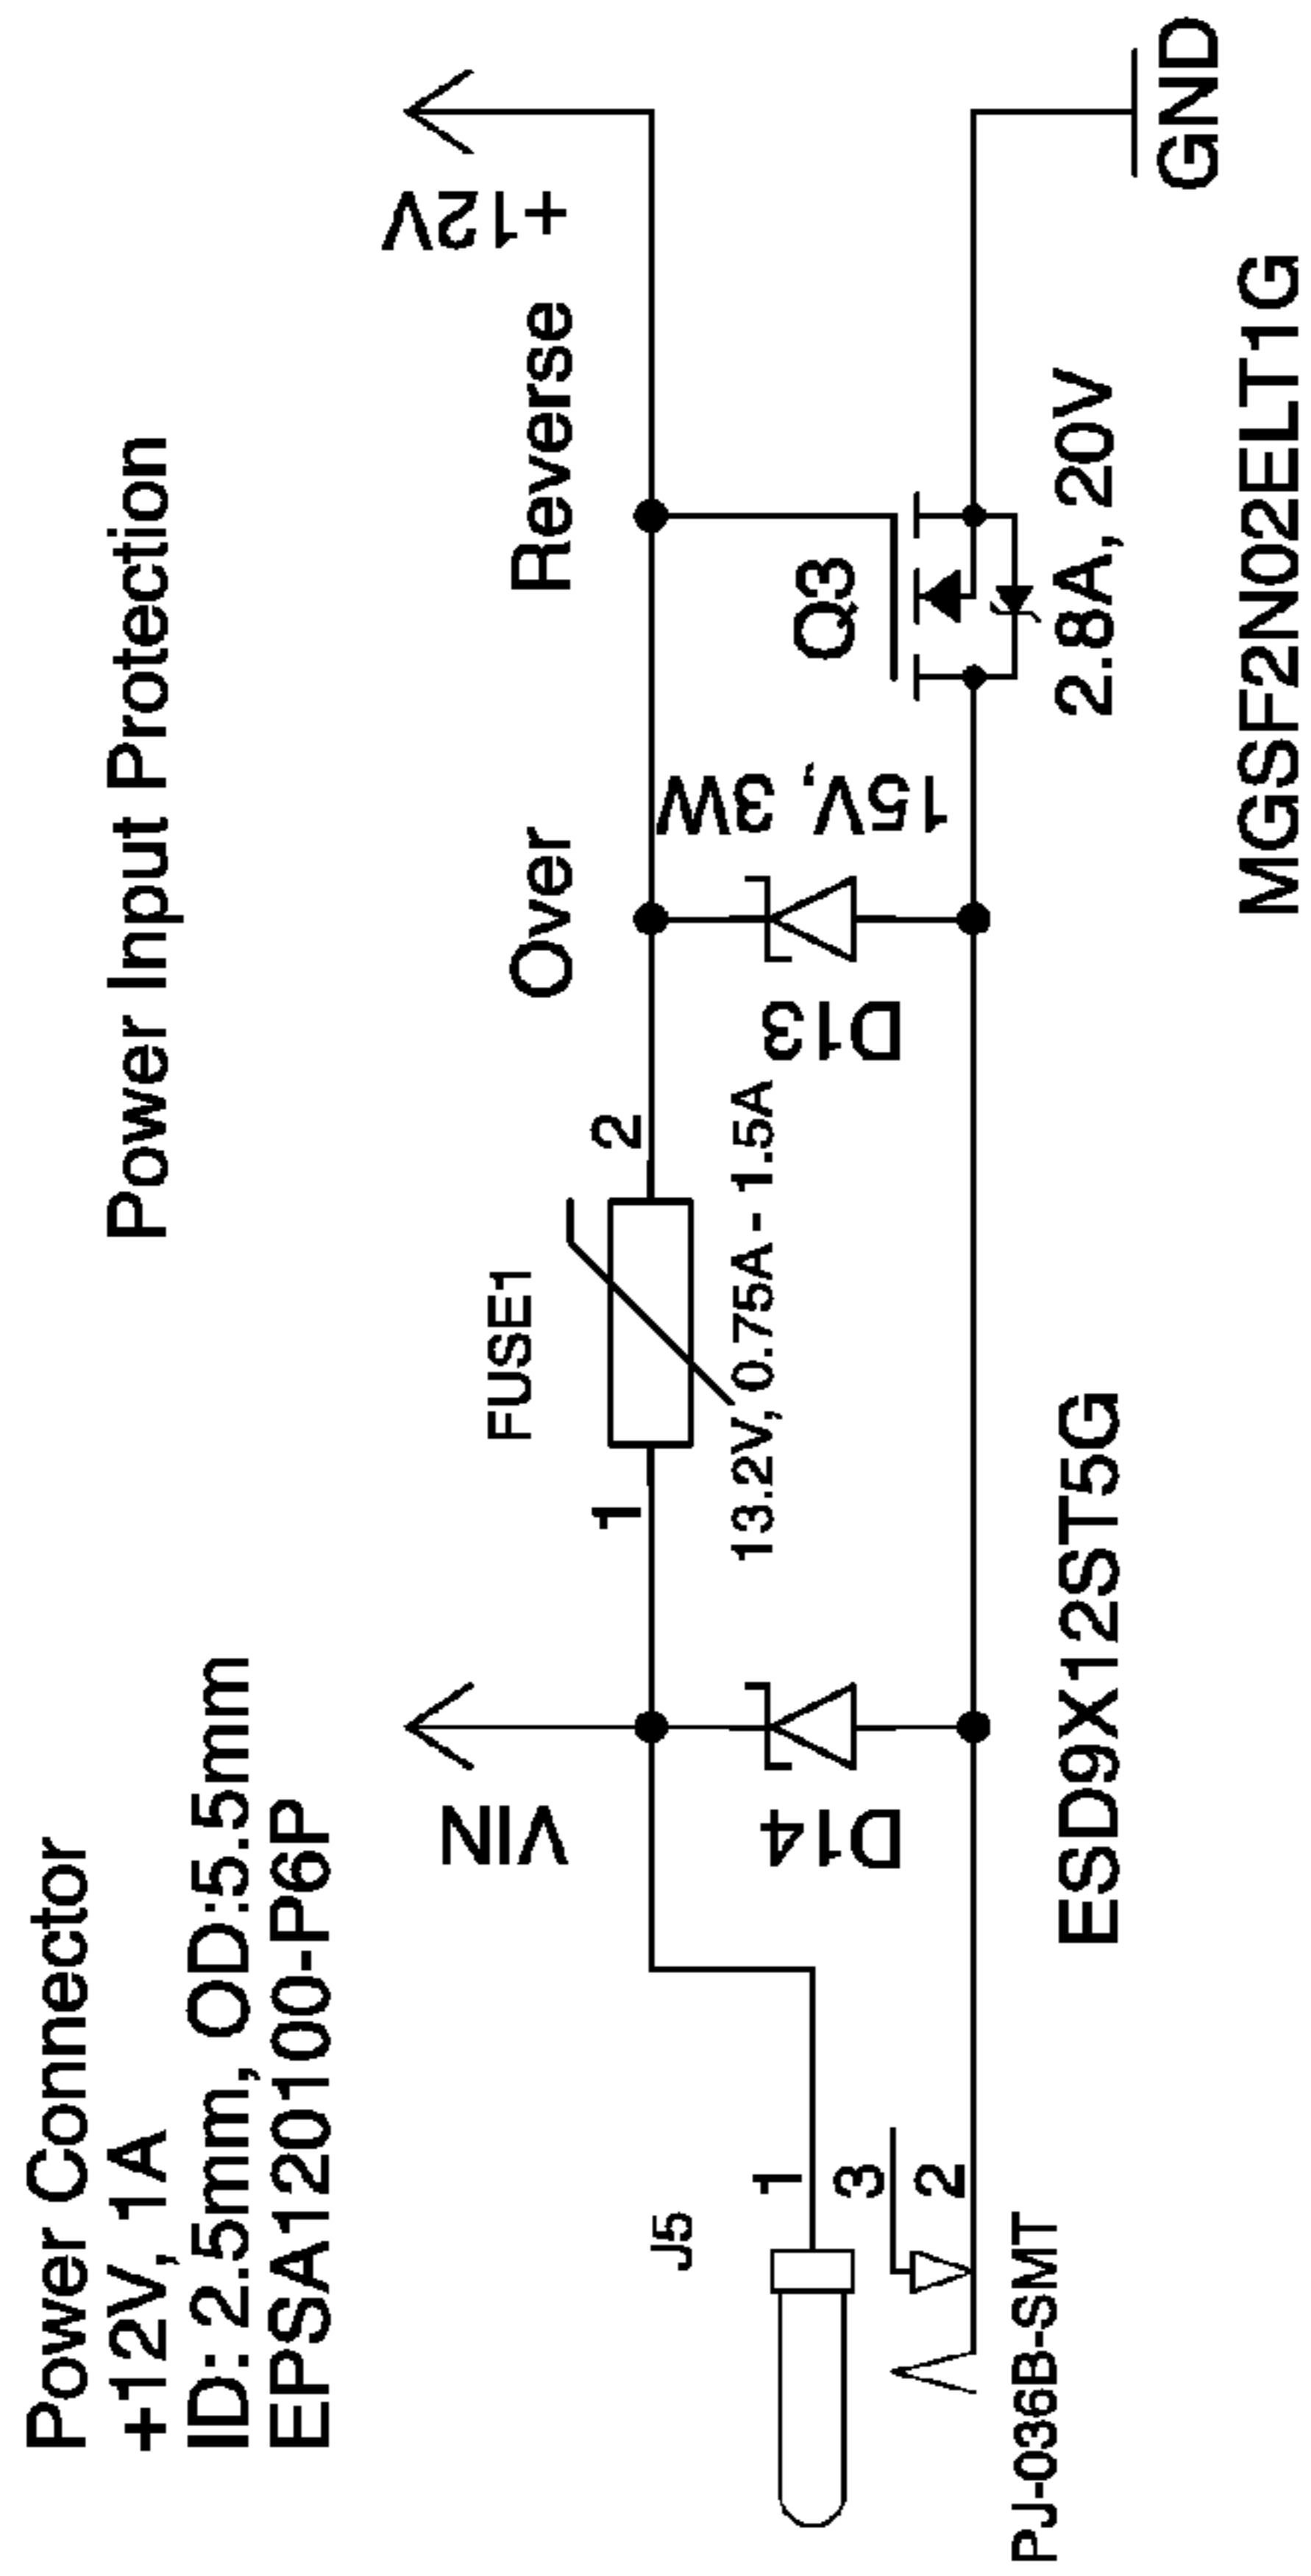 Power Connector
+12V, 1A
ID: 2.5mm, OD:5.5mm
EPSA120100-P6P
Power Input Protection
VIN
FUSE1
1
2
13.2V, 0.75A - 1.5A
Over
Reverse
+12V
J5
1
3
2
PJ-036B-SMT
D14
ESD9X12ST5G
D13
15V, 3W
Q3
2.8A, 20V
MGSF2N02ELT1G
GND